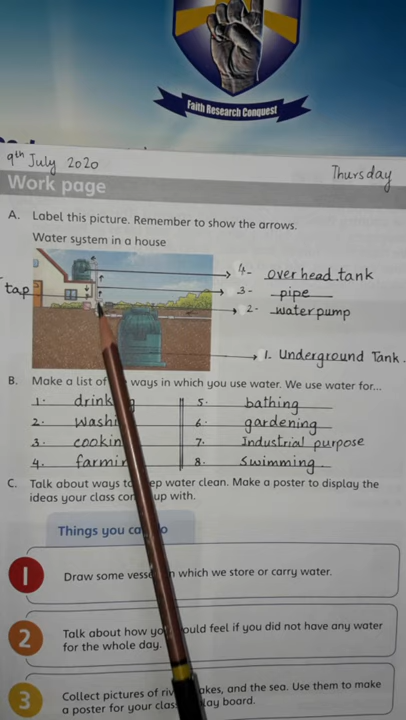 Faith Research Conquest
9th July 2020
Thursday
Work page
A. Label this picture. Remember to show the arrows.
Water system in a house
4- over head tank
tap
3- pipe
2- water pump
1. Underground Tank.
B. Make a list of ways in which you use water. We use water for...
1. drin
5. bathing
2. Washi
6. gardening
3. cookin
7. Industrial purpose
4. farmin
8. Swimming.
C. Talk about ways to ep water clean. Make a poster to display the
ideas your class co up with.
Things you ca o
1 Draw some vesse n which we store or carry water.
2 Talk about how yo ould feel if you did not have any water
for the whole day.
3 Collect pictures of riv akes, and the sea. Use them to make
a poster for your clas lay board.